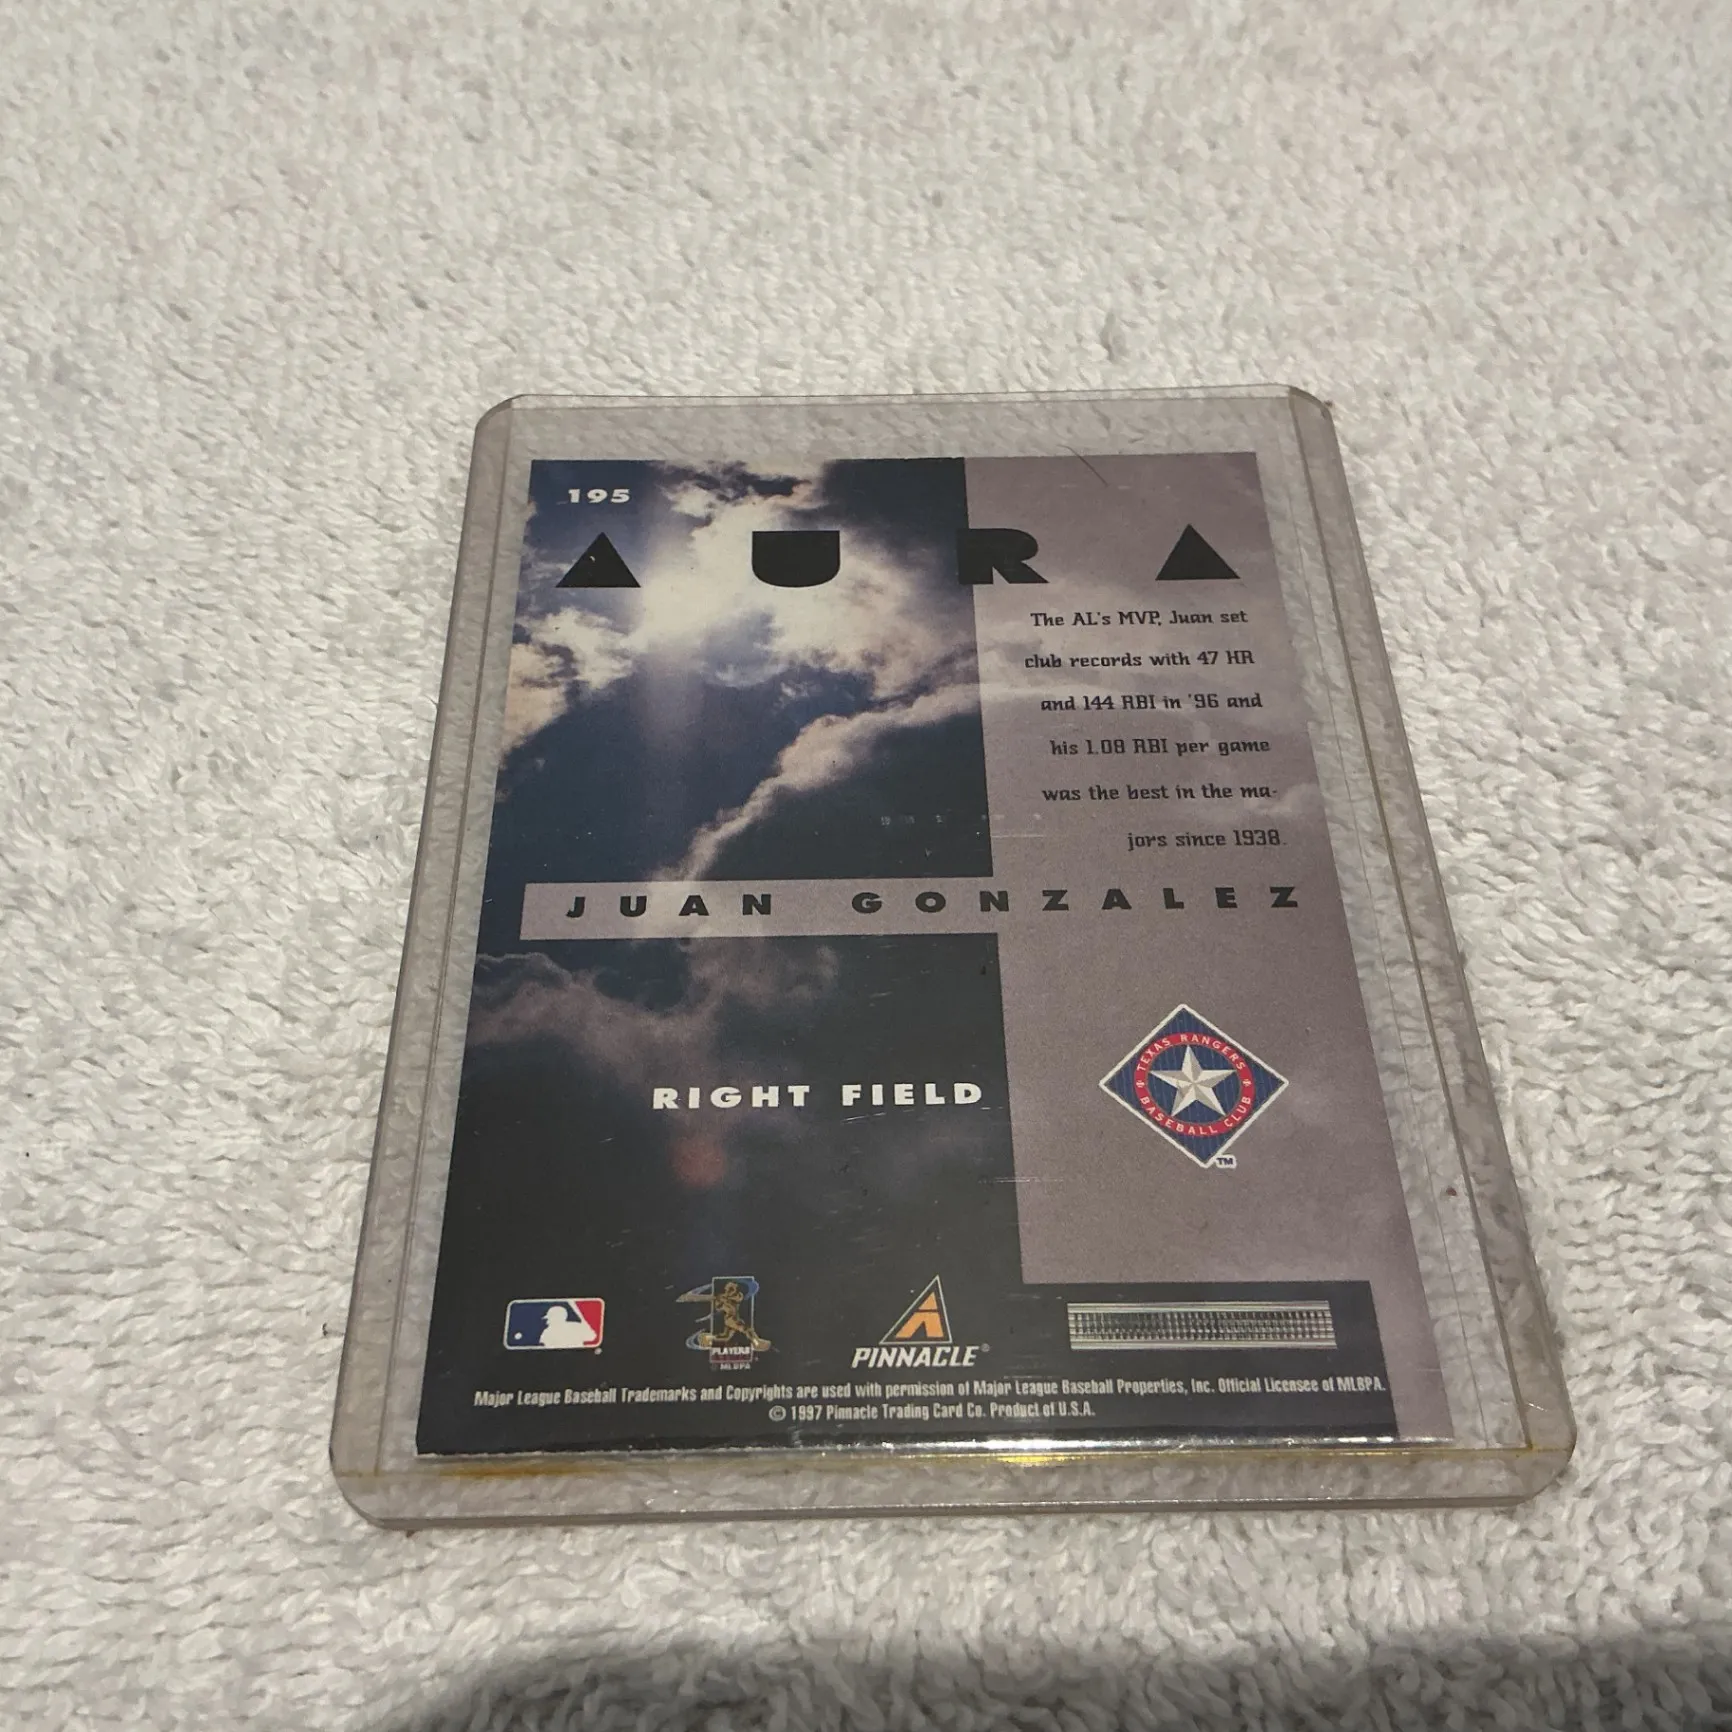 195
AURA
The AL's MVP, Juan set
club records with 47 HR
and 144 RBI in '96 and
his 1.08 RBI per game
was the best in the ma-
jors since 1938.
JUAN GONZALEZ
RIGHT FIELD
TEXAS RANGERS
BASEBALL CLUB
TM
PLAYERS
MLBPA
PINNACLE®
Major League Baseball Trademarks and Copyrights are used with permission of Major League Baseball Properties, Inc. Official Licensee of MLBPA.
© 1997 Pinnacle Trading Card Co. Product of U.S.A.